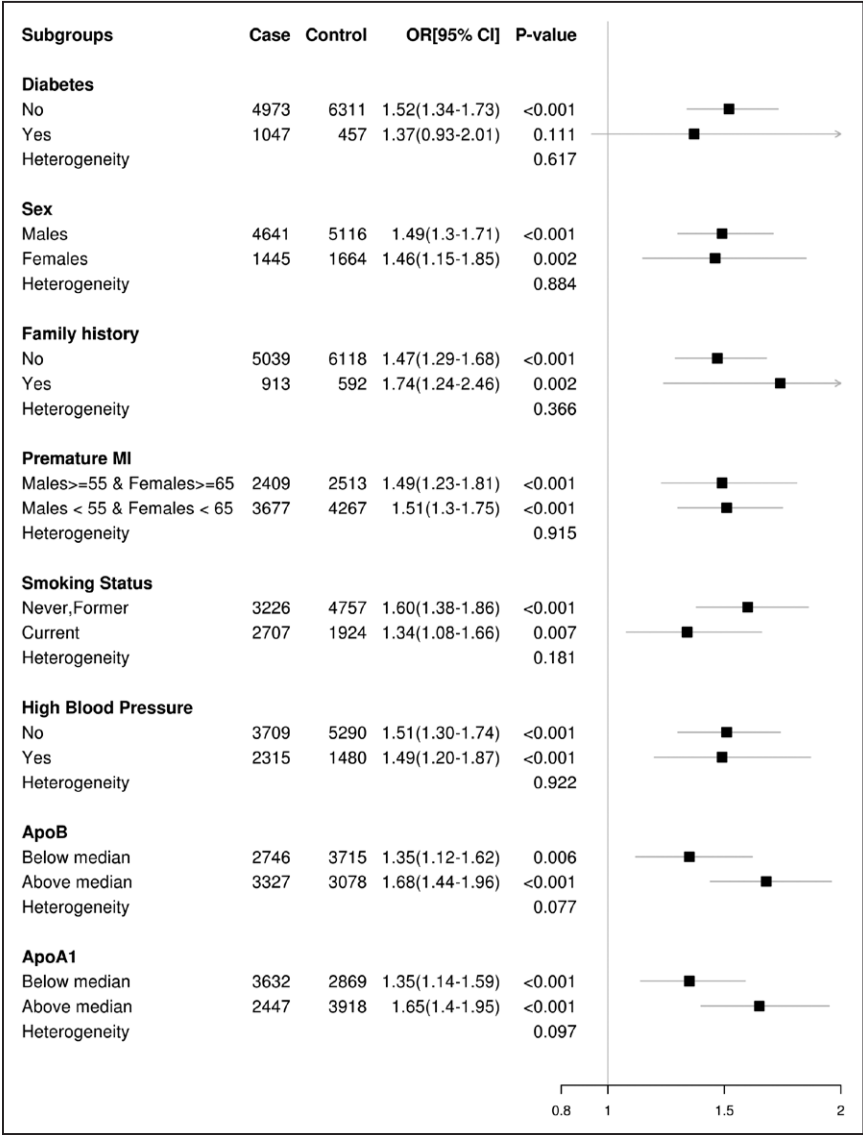 Subgroups Case Control OR[95% CI] P-value
Diabetes
No 4973 6311 1.52(1.34-1.73) <0.001
Yes 1047 457 1.37(0.93-2.01) 0.111
Heterogeneity 0.617
Sex
Males 4641 5116 1.49(1.3-1.71) <0.001
Females 1445 1664 1.46(1.15-1.85) 0.002
Heterogeneity 0.884
Family history
No 5039 6118 1.47(1.29-1.68) <0.001
Yes 913 592 1.74(1.24-2.46) 0.002
Heterogeneity 0.366
Premature MI
Males>=55 & Females>=65 2409 2513 1.49(1.23-1.81) <0.001
Males < 55 & Females < 65 3677 4267 1.51(1.3-1.75) <0.001
Heterogeneity 0.915
Smoking Status
Never,Former 3226 4757 1.60(1.38-1.86) <0.001
Current 2707 1924 1.34(1.08-1.66) 0.007
Heterogeneity 0.181
High Blood Pressure
No 3709 5290 1.51(1.30-1.74) <0.001
Yes 2315 1480 1.49(1.20-1.87) <0.001
Heterogeneity 0.922
ApoB
Below median 2746 3715 1.35(1.12-1.62) 0.006
Above median 3327 3078 1.68(1.44-1.96) <0.001
Heterogeneity 0.077
ApoA1
Below median 3632 2869 1.35(1.14-1.59) <0.001
Above median 2447 3918 1.65(1.4-1.95) <0.001
Heterogeneity 0.097
0.8 1 1.5 2